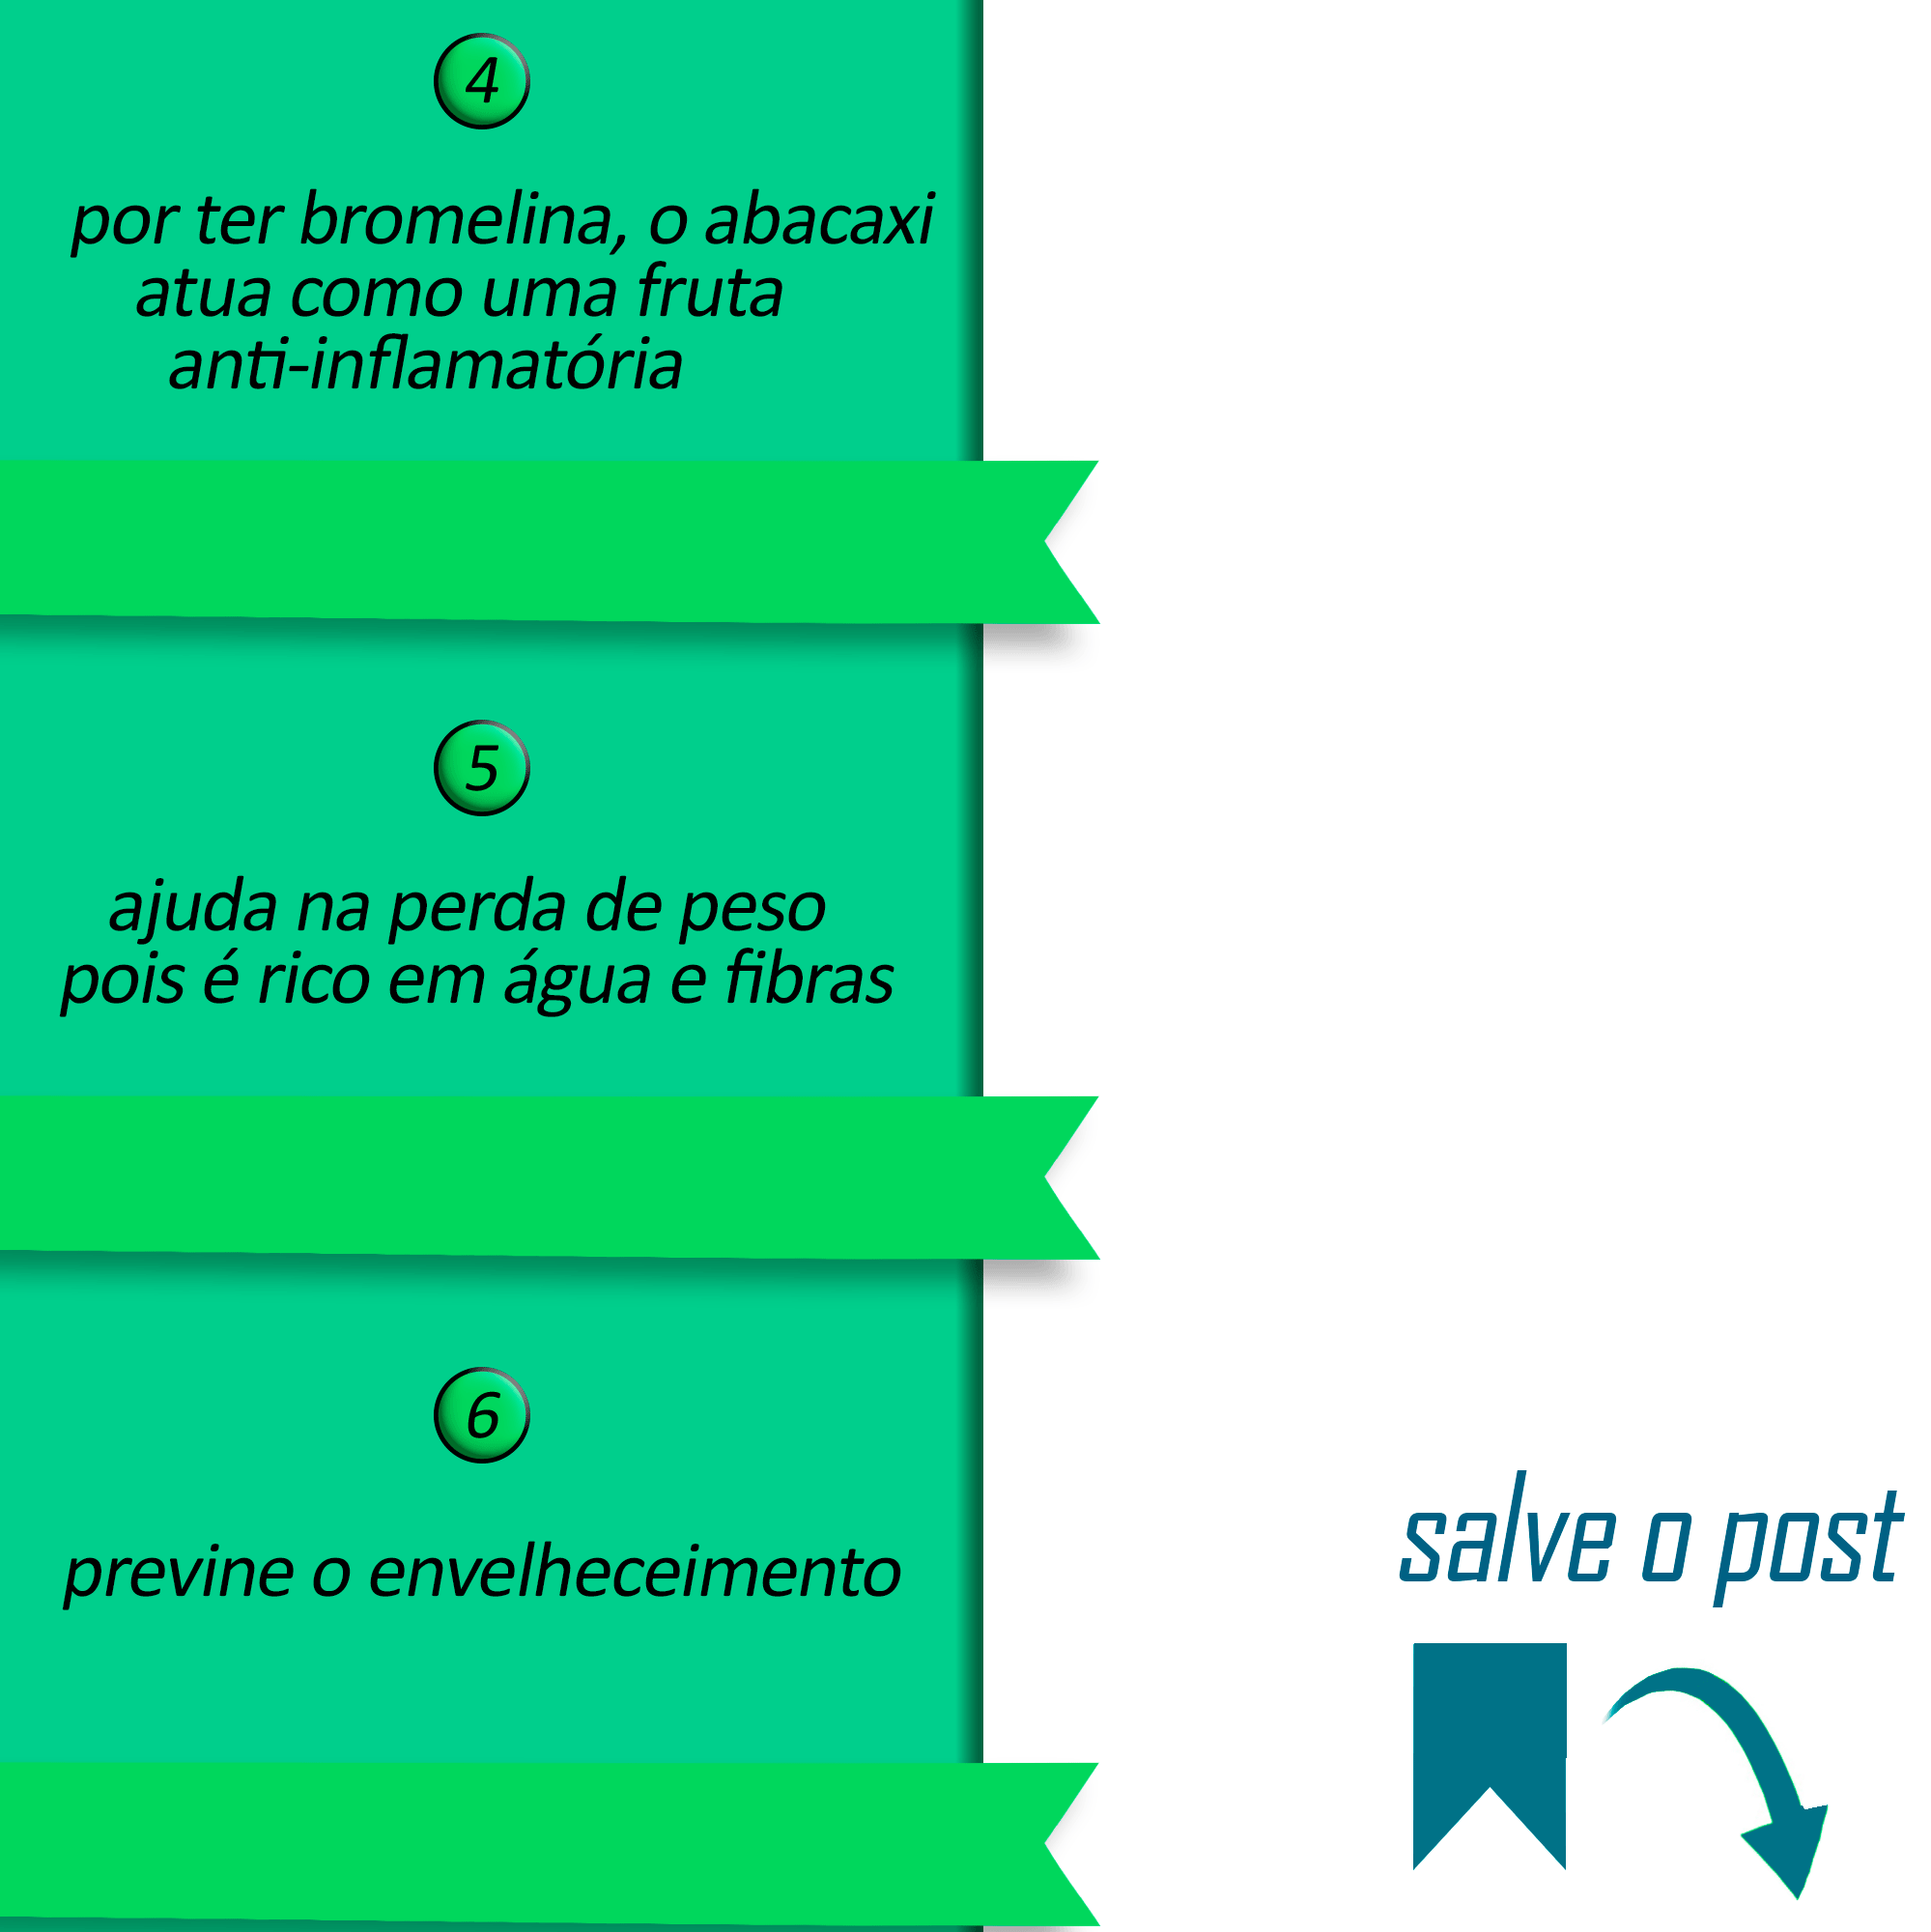 4
por ter bromelina, o abacaxi
atua como uma fruta
anti-inflamatória
5
ajuda na perda de peso
pois é rico em água e fibras
6
previne o envelheceimento
salve o post